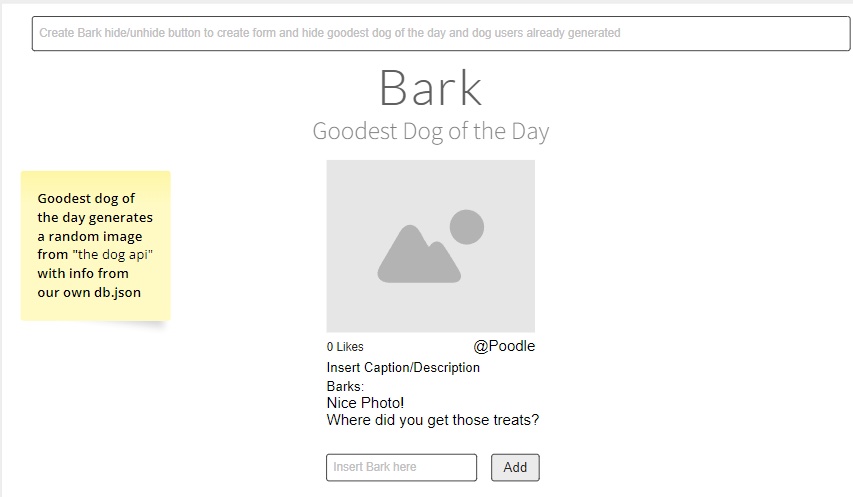 Create Bark hide/unhide button to create form and hide goodest dog of the day and dog users already generated
Bark
Goodest Dog of the Day
Goodest dog of
the day generates
a random image
from "the dog api"
with info from
our own db.json
0 Likes @Poodle
Insert Caption/Description
Barks:
Nice Photo!
Where did you get those treats?
Insert Bark here Add